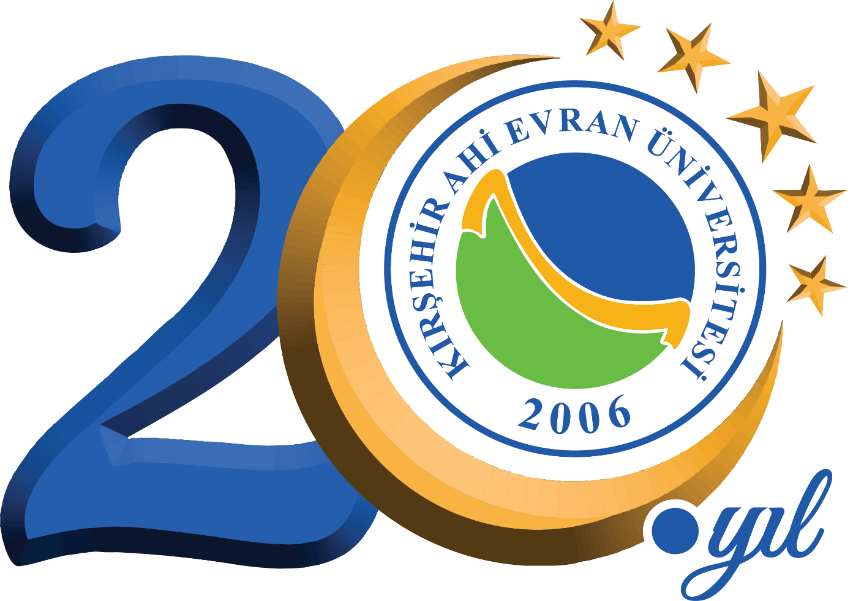 20
KIRŞEHİR AHİ EVRAN ÜNİVERSİTESİ
2006
.yıl